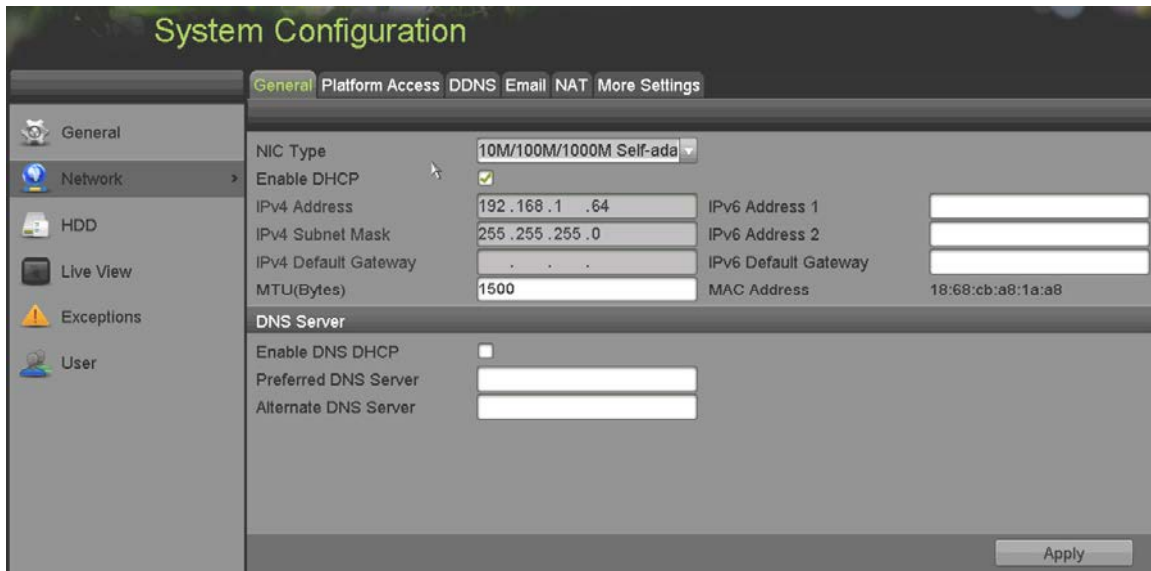 System Configuration
General Platform Access DDNS Email NAT More Settings
General
Network
HDD
Live View
Exceptions
User
NIC Type 10M/100M/1000M Self-ada
Enable DHCP
IPv4 Address 192.168.1 .64 IPv6 Address 1
IPv4 Subnet Mask 255.255.255.0 IPv6 Address 2
IPv4 Default Gateway . . . IPv6 Default Gateway
MTU(Bytes) 1500 MAC Address 18:68:cb:a8:1a:a8
DNS Server
Enable DNS DHCP
Preferred DNS Server
Alternate DNS Server
Apply